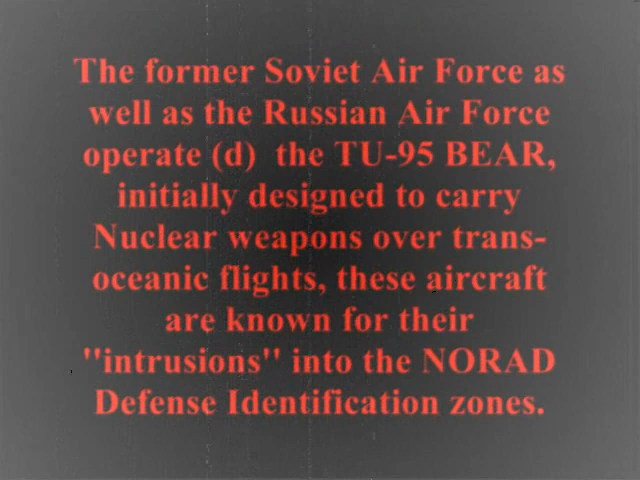 The former Soviet Air Force as
well as the Russian Air Force
operate (d)  the TU-95 BEAR,
initially designed to carry
Nuclear weapons over trans-
oceanic flights, these aircraft
are known for their
"intrusions" into the NORAD
Defense Identification zones.